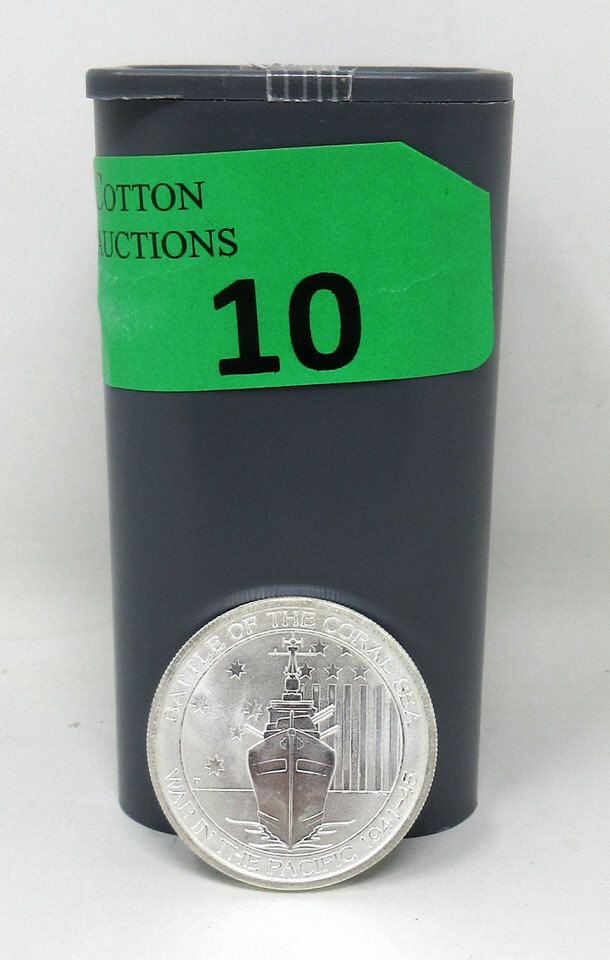 COTTON
AUCTIONS
10
BATTLE OF THE CORAL SEA
WAR IN THE PACIFIC 1941-45